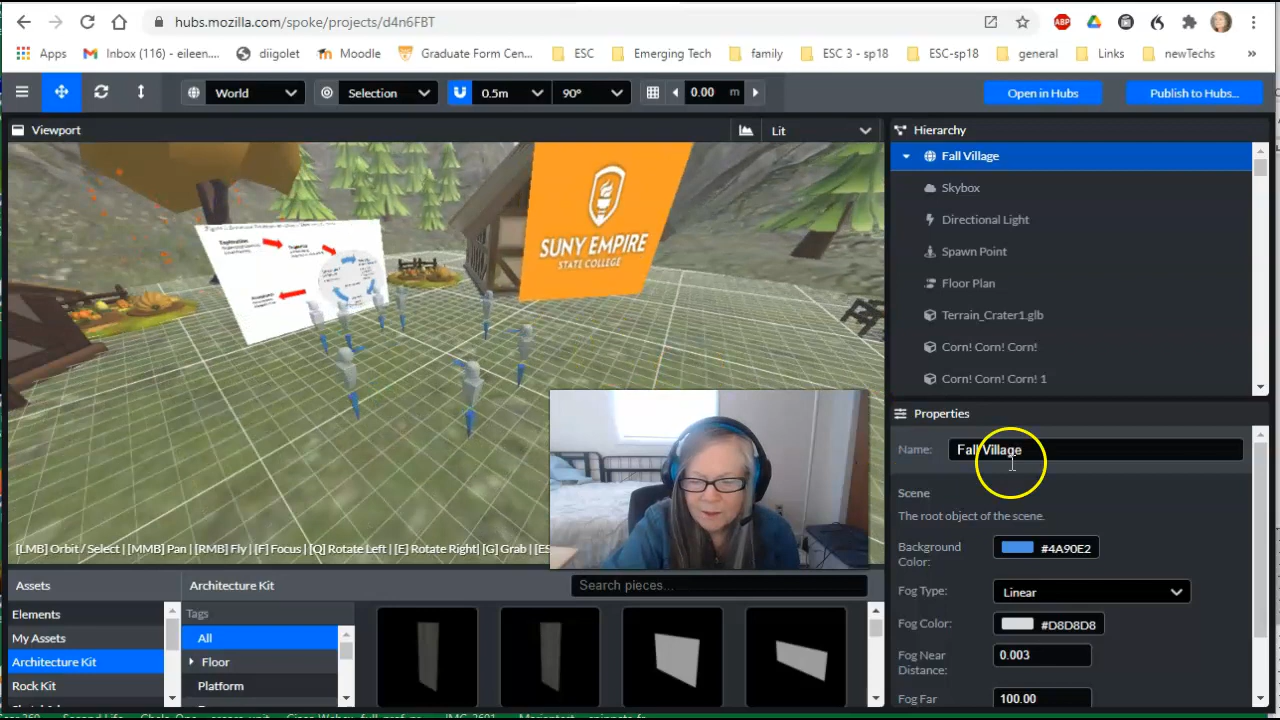 hubs.mozilla.com/spoke/projects/d4n6FBT
ABP
Apps
Inbox (116) - eileen....
diigolet
Moodle
Graduate Form Cen...
ESC
Emerging Tech
family
ESC 3 - sp18
ESC-sp18
general
Links
newTechs
»
World
Selection
0.5m
90°
0.00 m
Open in Hubs
Publish to Hubs...
Viewport
Lit
Hierarchy
Fall Village
Skybox
Directional Light
Spawn Point
Floor Plan
Terrain_Crater1.glb
Corn! Corn! Corn!
Corn! Corn! Corn! 1
SUNY EMPIRE
STATE COLLEGE
[LMB] Orbit / Select | [MMB] Pan | [RMB] Fly | [F] Focus | [Q] Rotate Left | [E] Rotate Right| [G] Grab | [ES
Properties
Name: Fall Village
Scene
The root object of the scene.
Background
Color:
#4A90E2
Fog Type: Linear
Fog Color: #D8D8D8
Fog Near
Distance:
0.003
Fog Far 100.00
Assets
Architecture Kit
Search pieces...
Elements
My Assets
Architecture Kit
Rock Kit
Tags
All
Floor
Platform